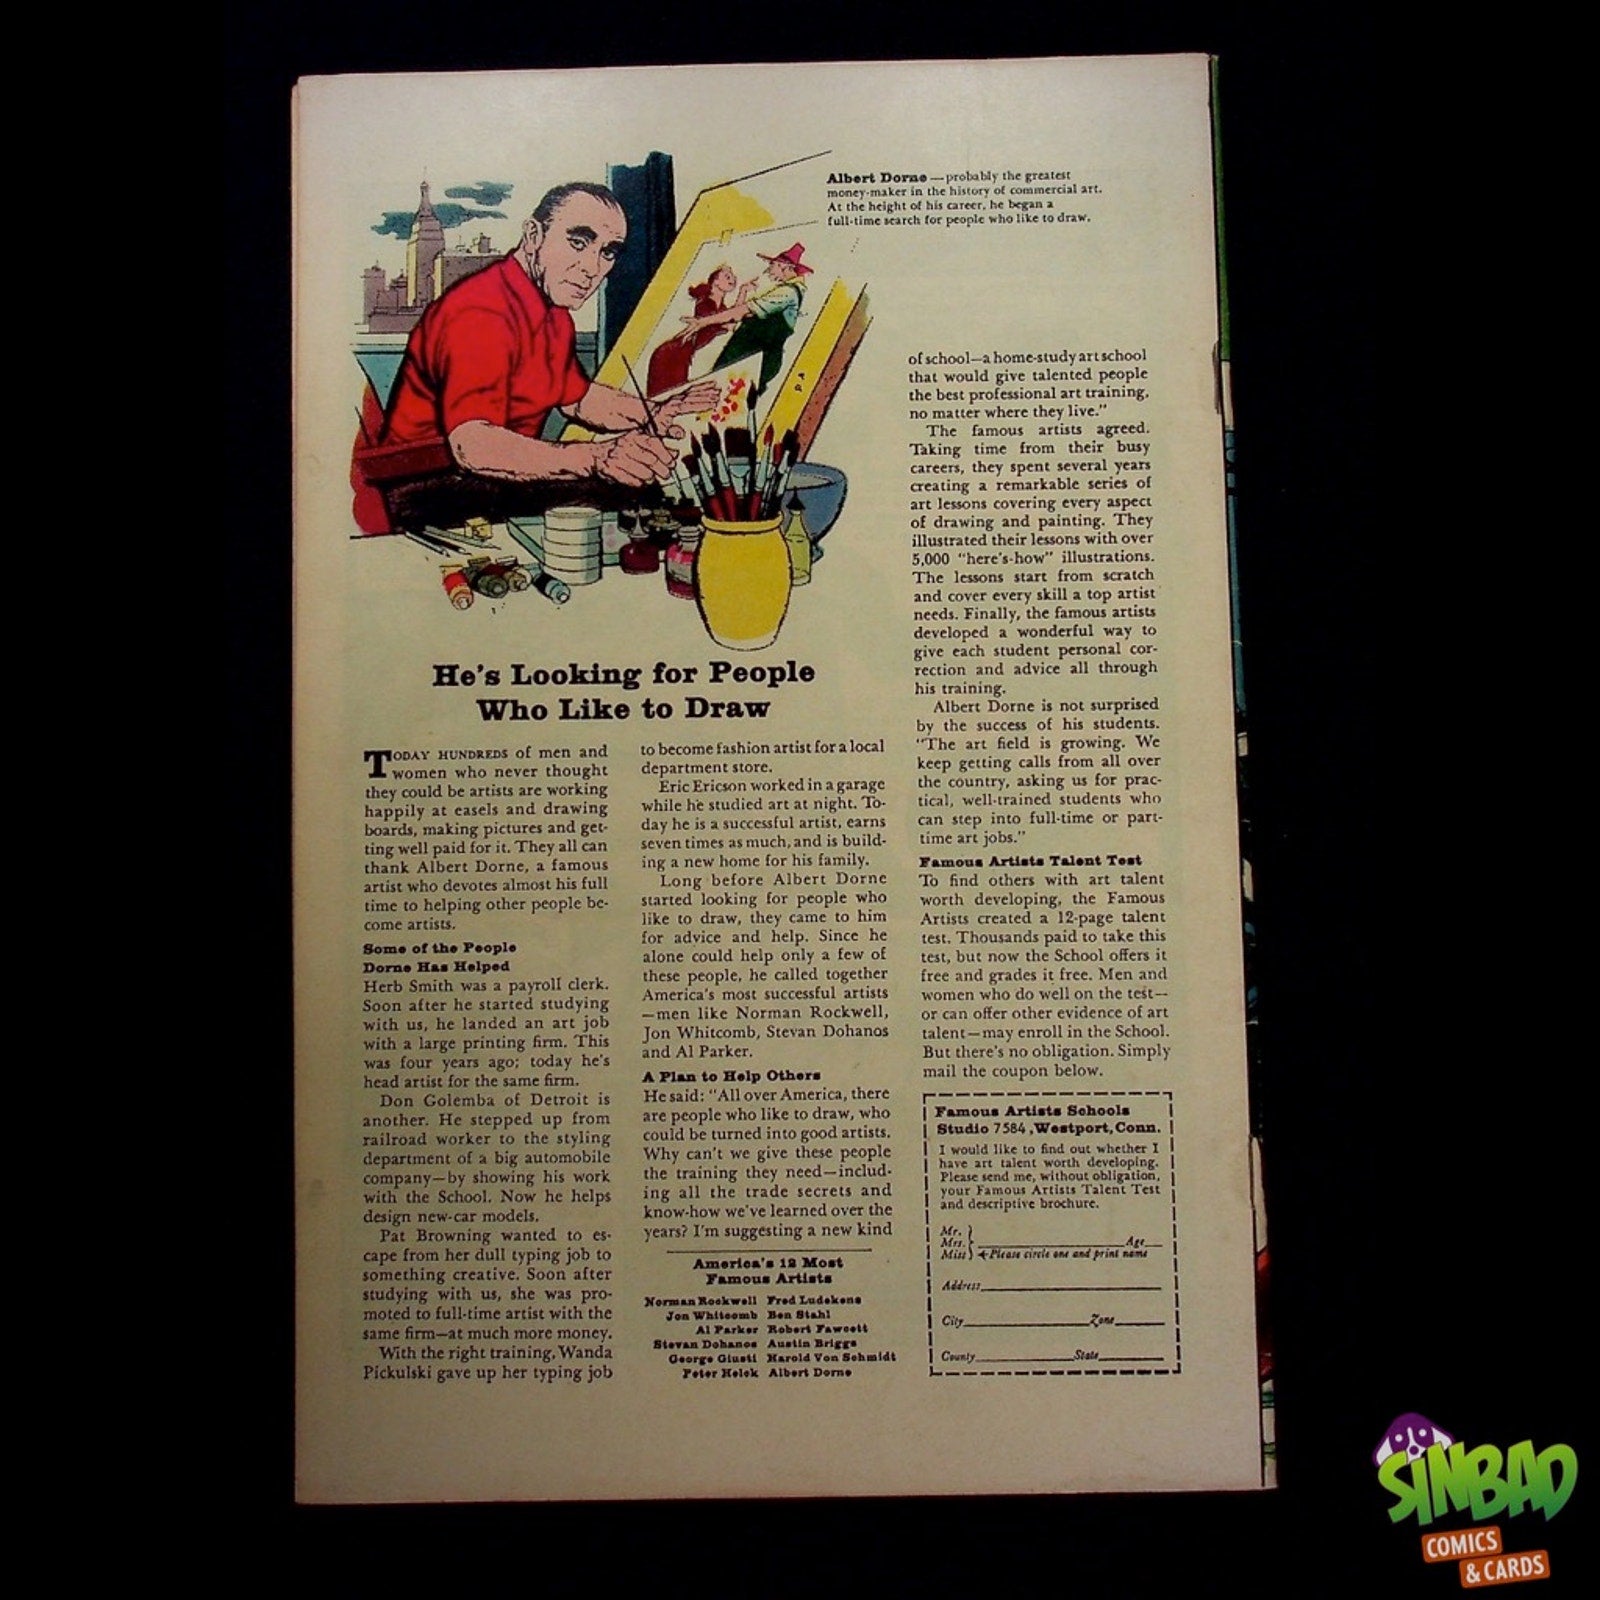 Albert Dorne—probably the greatest
money-maker in the history of commercial art.
At the height of his career, he began a
full-time search for people who like to draw.
He's Looking for People
Who Like to Draw
TODAY HUNDREDS of men and
women who never thought
they could be artists are working
happily at easels and drawing
boards, making pictures and get-
ting well paid for it. They all can
thank Albert Dorne, a famous
artist who devotes almost his full
time to helping other people be-
come artists.
Some of the People
Dorne Has Helped
Herb Smith was a payroll clerk.
Soon after he started studying
with us, he landed an art job
with a large printing firm. This
was four years ago; today he's
head artist for the same firm.
Don Golemba of Detroit is
another. He stepped up from
railroad worker to the styling
department of a big automobile
company—by showing his work
with the School. Now he helps
design new-car models.
Pat Browning wanted to es-
cape from her dull typing job to
something creative. Soon after
studying with us, she was pro-
moted to full-time artist with the
same firm—at much more money.
With the right training, Wanda
Pickulski gave up her typing job
to become fashion artist for a local
department store.
Eric Ericson worked in a garage
while he studied art at night. To-
day he is a successful artist, earns
seven times as much, and is build-
ing a new home for his family.
Long before Albert Dorne
started looking for people who
like to draw, they came to him
for advice and help. Since he
alone could help only a few of
these people, he called together
America's most successful artists
—men like Norman Rockwell,
Jon Whitcomb, Stevan Dohanos
and Al Parker.
A Plan to Help Others
He said: "All over America, there
are people who like to draw, who
could be turned into good artists.
Why can't we give these people
the training they need—includ-
ing all the trade secrets and
know-how we've learned over the
years? I'm suggesting a new kind
America's 12 Most
Famous Artists
Norman Rockwell Fred Ludekens
Jon Whitcomb Ben Stahl
Al Parker Robert Fawcett
Stevan Dohanos Austin Briggs
George Giusti Harold Von Schmidt
Peter Helck Albert Dorne
of school—a home-study art school
that would give talented people
the best professional art training,
no matter where they live."
The famous artists agreed.
Taking time from their busy
careers, they spent several years
creating a remarkable series of
art lessons covering every aspect
of drawing and painting. They
illustrated their lessons with over
5,000 "here's-how" illustrations.
The lessons start from scratch
and cover every skill a top artist
needs. Finally, the famous artists
developed a wonderful way to
give each student personal cor-
rection and advice all through
his training.
Albert Dorne is not surprised
by the success of his students.
"The art field is growing. We
keep getting calls from all over
the country, asking us for prac-
tical, well-trained students who
can step into full-time or part-
time art jobs."
Famous Artists Talent Test
To find others with art talent
worth developing, the Famous
Artists created a 12-page talent
test. Thousands paid to take this
test, but now the School offers it
free and grades it free. Men and
women who do well on the test—
or can offer other evidence of art
talent—may enroll in the School.
But there's no obligation. Simply
mail the coupon below.
Famous Artists Schools
Studio 7584, Westport, Conn.
I would like to find out whether I
have art talent worth developing.
Please send me, without obligation,
your Famous Artists Talent Test
and descriptive brochure.
Mr.
Mrs. Age
Miss Please circle one and print name
Address
City Zone
County State
SINBAD
COMICS
& CARDS